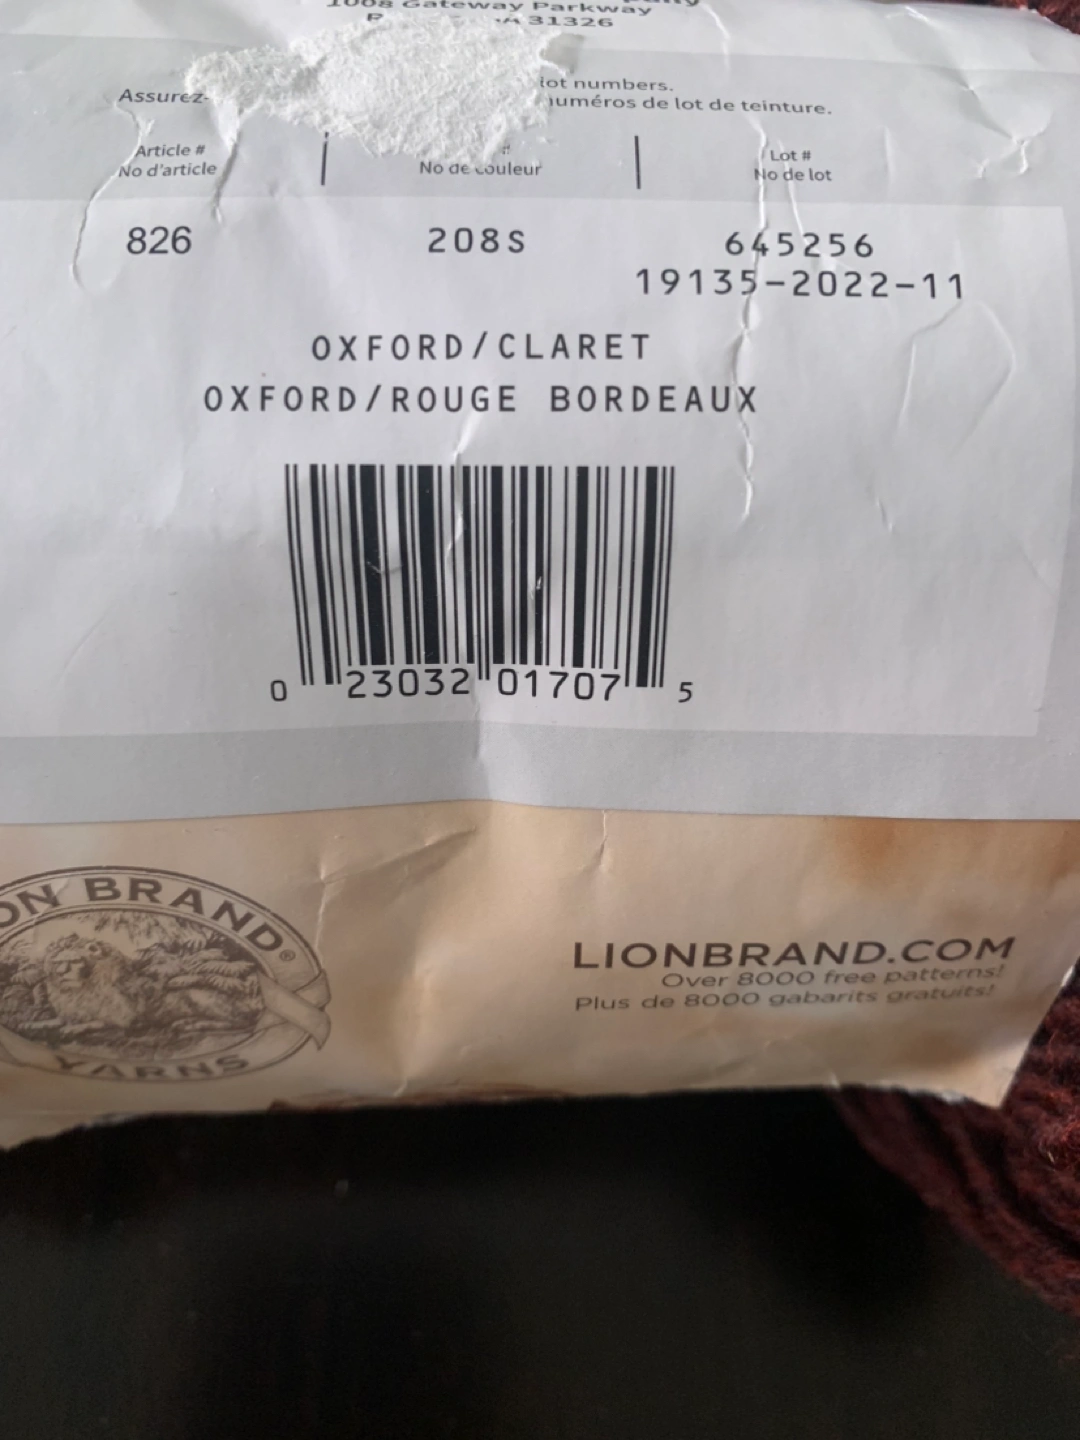 1008 Gateway Parkway
31326
lot numbers.
Assurez-
numéros de lot de teinture.
Article #
No d'article
#
No de couleur
Lot #
No de lot
826
208S
645256
19135-2022-11
OXFORD/CLARET
OXFORD/ROUGE BORDEAUX
0 23032 01707 5
ON BRAND®
YARNS
LIONBRAND.COM
Over 8000 free patterns!
Plus de 8000 gabarits gratuits!